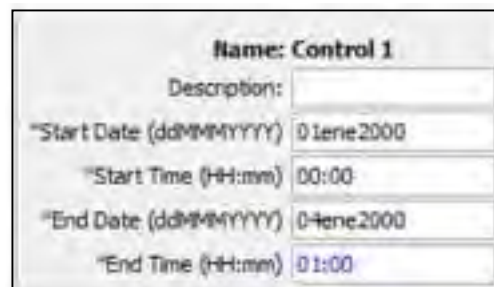 Name: Control 1
Description:
*Start Date (ddMMMYYYY) 01ene2000
*Start Time (HH:mm) 00:00
*End Date (ddMMMYYYY) 04ene2000
*End Time (HH:mm) 01:00